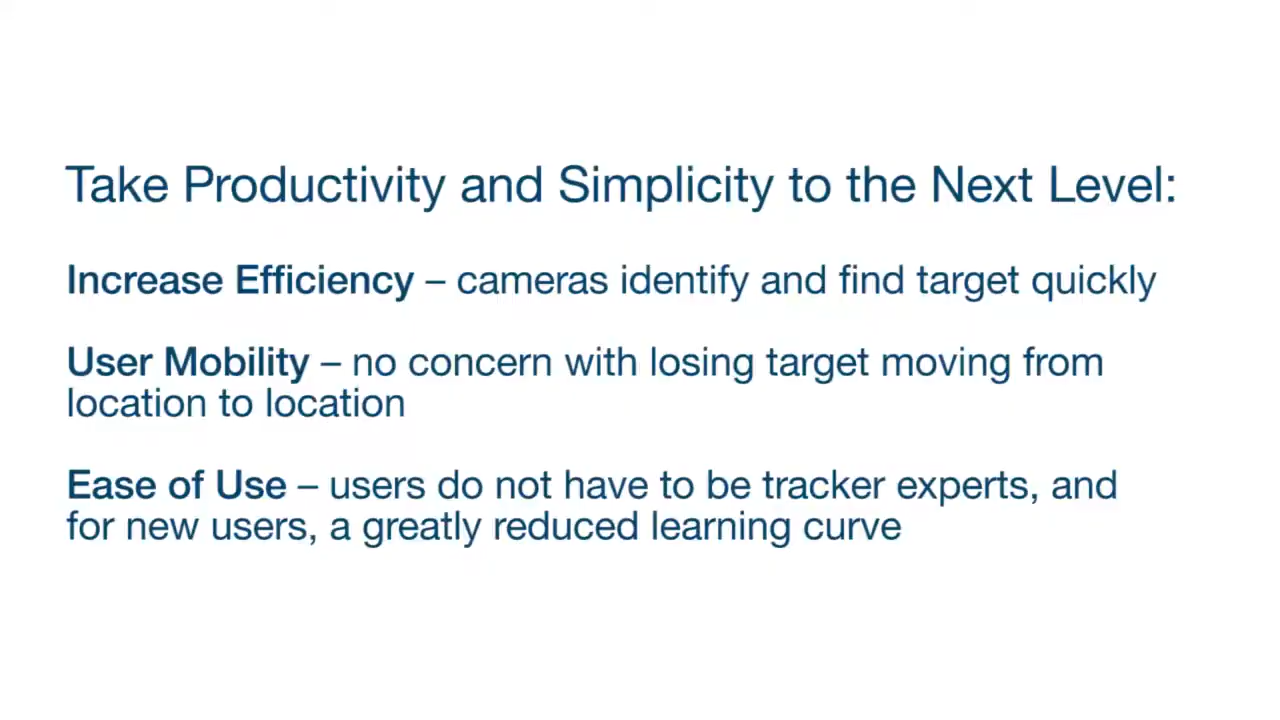 Take Productivity and Simplicity to the Next Level:
Increase Efficiency – cameras identify and find target quickly
User Mobility – no concern with losing target moving from
location to location
Ease of Use – users do not have to be tracker experts, and
for new users, a greatly reduced learning curve